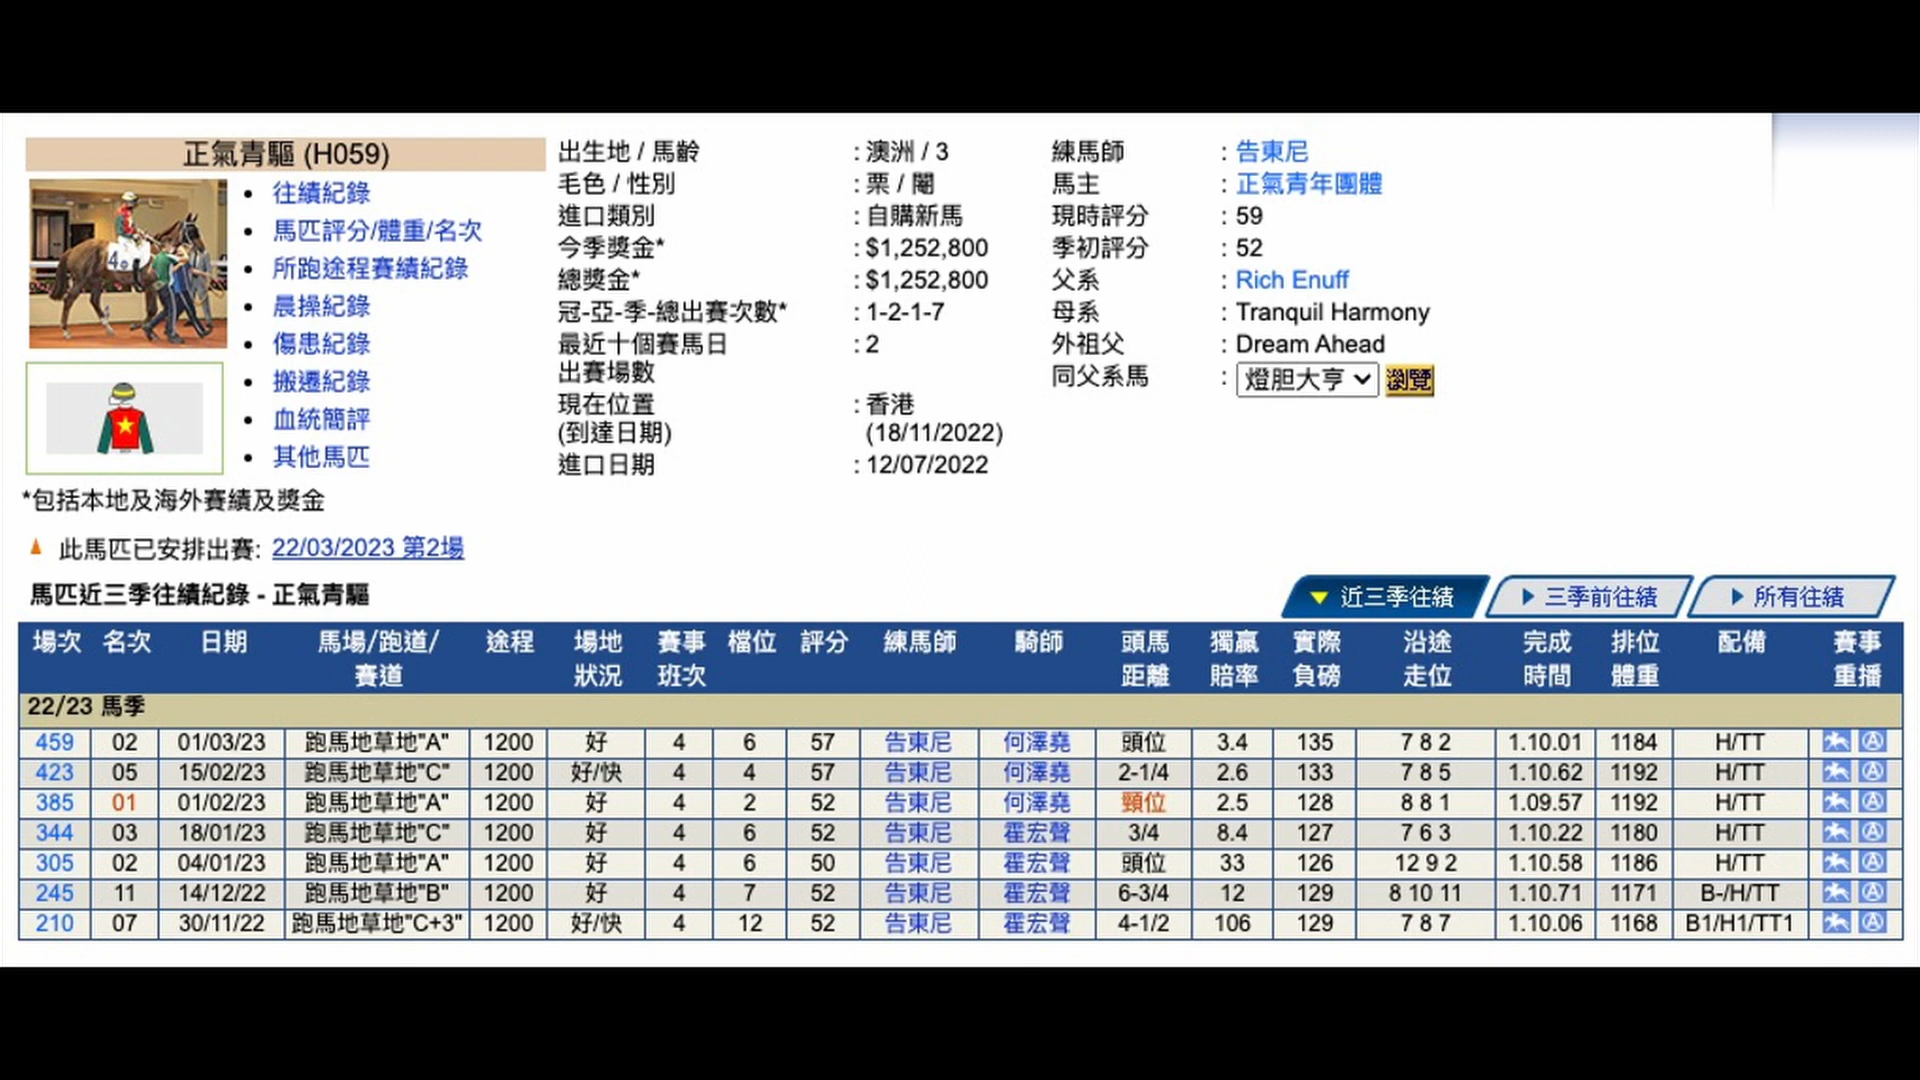 正氣青驅 (H059)
• 往績紀錄
• 馬匹評分/體重/名次
• 所跑途程賽績紀錄
• 晨操紀錄
• 傷患紀錄
• 搬遷紀錄
• 血統簡評
• 其他馬匹
出生地 / 馬齡 : 澳洲 / 3
毛色 / 性別 : 栗 / 閹
進口類別 : 自購新馬
今季獎金* : $1,252,800
總獎金* : $1,252,800
冠-亞-季-總出賽次數* : 1-2-1-7
最近十個賽馬日 : 2
出賽場數
現在位置 : 香港
(到達日期) (18/11/2022)
進口日期 : 12/07/2022
練馬師 : 告東尼
馬主 : 正氣青年團體
現時評分 : 59
季初評分 : 52
父系 : Rich Enuff
母系 : Tranquil Harmony
外祖父 : Dream Ahead
同父系馬 : 燈胆大亨 瀏覽
*包括本地及海外賽績及獎金
此馬匹已安排出賽: 22/03/2023 第2場
馬匹近三季往績紀錄 - 正氣青驅
近三季往績 三季前往績 所有往績
場次 名次 日期 馬場/跑道/ 途程 場地 賽事 檔位 評分 練馬師 騎師 頭馬 獨贏 實際 沿途 完成 排位 配備 賽事
賽道 狀況 班次 距離 賠率 負磅 走位 時間 體重 重播
22/23 馬季
459 02 01/03/23 跑馬地草地"A" 1200 好 4 6 57 告東尼 何澤堯 頭位 3.4 135 7 8 2 1.10.01 1184 H/TT
423 05 15/02/23 跑馬地草地"C" 1200 好/快 4 4 57 告東尼 何澤堯 2-1/4 2.6 133 7 8 5 1.10.62 1192 H/TT
385 01 01/02/23 跑馬地草地"A" 1200 好 4 2 52 告東尼 何澤堯 頸位 2.5 128 8 8 1 1.09.57 1192 H/TT
344 03 18/01/23 跑馬地草地"C" 1200 好 4 6 52 告東尼 霍宏聲 3/4 8.4 127 7 6 3 1.10.22 1180 H/TT
305 02 04/01/23 跑馬地草地"A" 1200 好 4 6 50 告東尼 霍宏聲 頭位 33 126 12 9 2 1.10.58 1186 H/TT
245 11 14/12/22 跑馬地草地"B" 1200 好 4 7 52 告東尼 霍宏聲 6-3/4 12 129 8 10 11 1.10.71 1171 B-/H/TT
210 07 30/11/22 跑馬地草地"C+3" 1200 好/快 4 12 52 告東尼 霍宏聲 4-1/2 106 129 7 8 7 1.10.06 1168 B1/H1/TT1